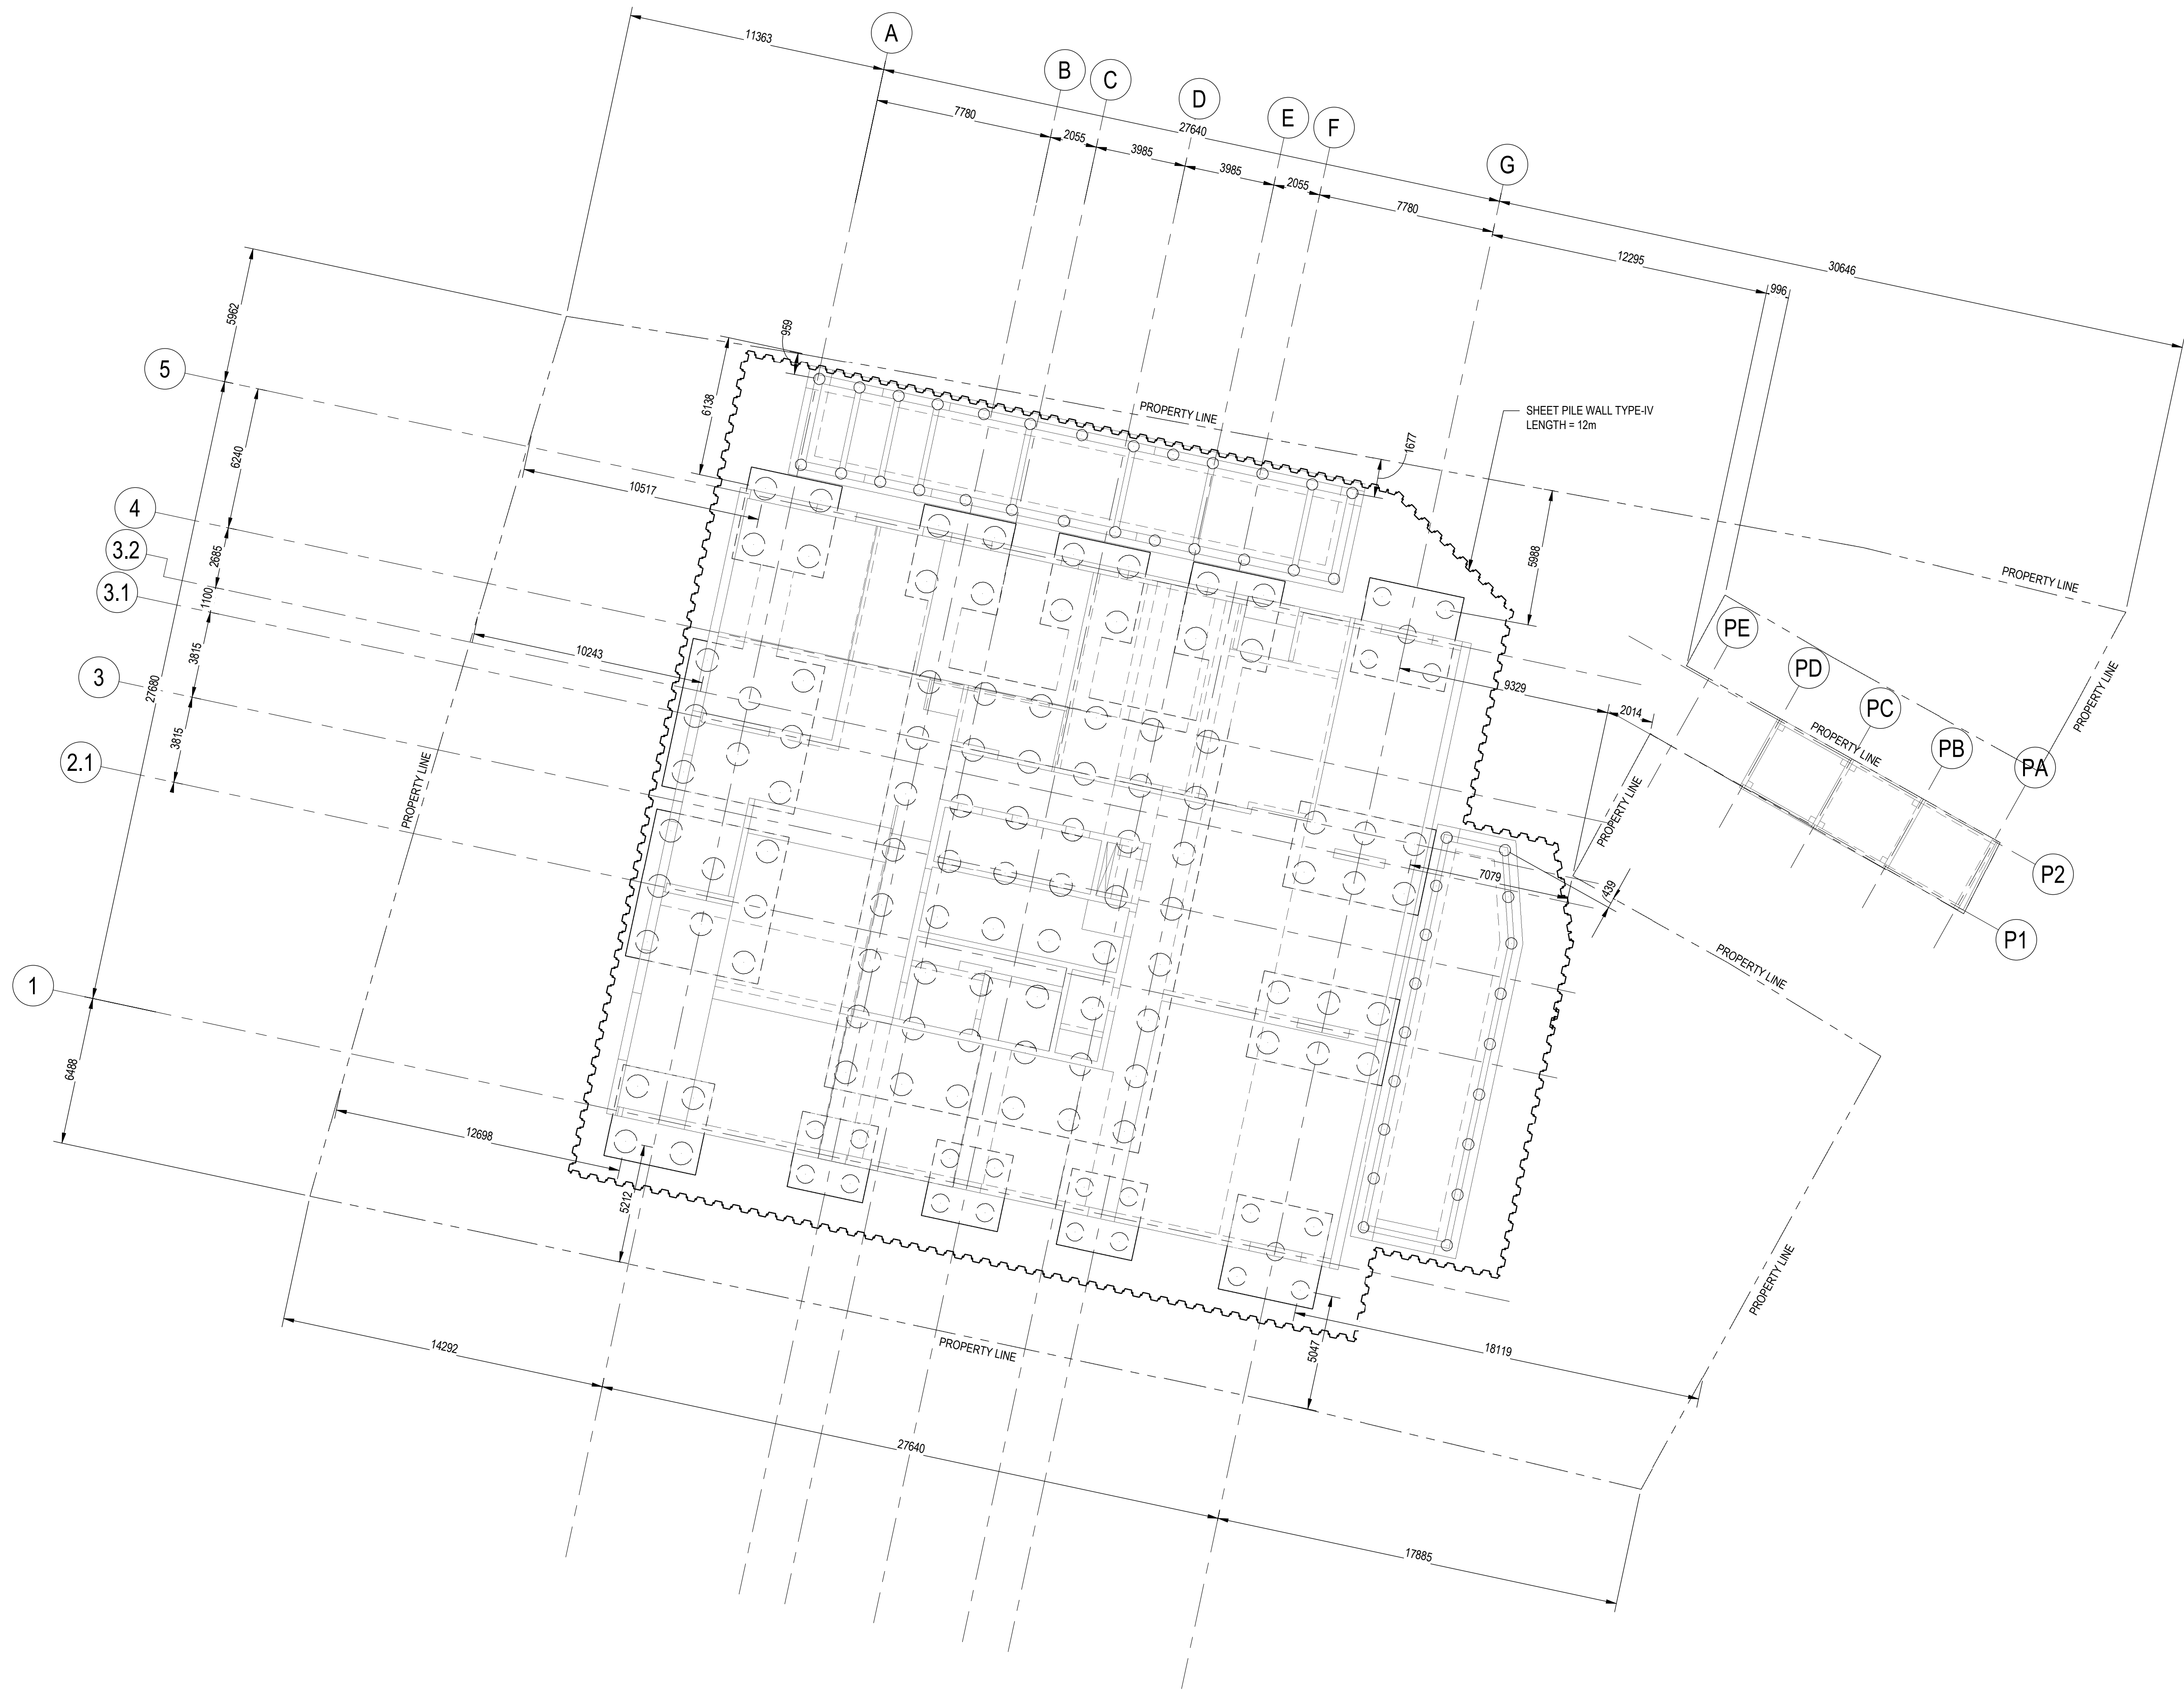 A
B
C
D
E
F
G
11363
27640
7780
2055
3985
3985
2055
7780
12295
996
30646
5962
959
5
6138
PROPERTY LINE
SHEET PILE WALL TYPE-IV
LENGTH = 12m
1677
6240
10517
4
3.2
3.1
2685
1100
5988
PROPERTY LINE
PE
PD
PC
PB
PA
3815
10243
3
27680
9329
2014
PROPERTY LINE
PROPERTY LINE
3815
2.1
PROPERTY LINE
PROPERTY LINE
7079
439
P2
P1
PROPERTY LINE
1
6488
12698
5212
PROPERTY LINE
PROPERTY LINE
5047
18119
14292
27640
17885